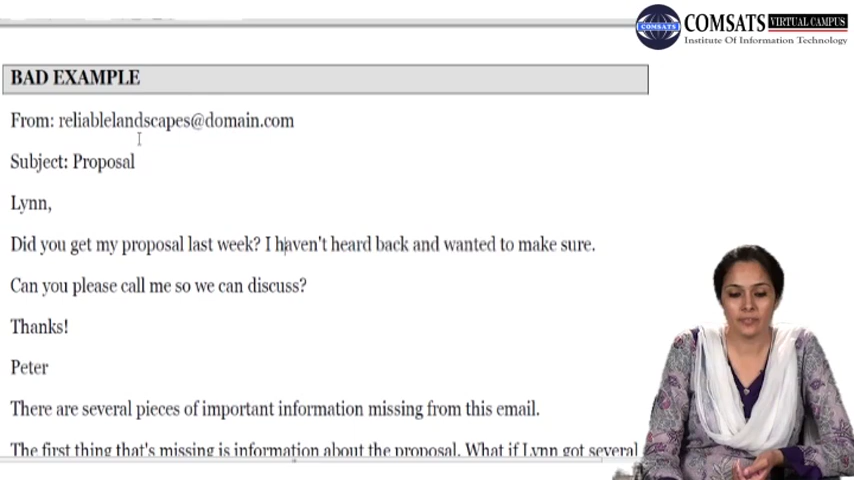 COMSATS VIRTUAL CAMPUS
COMSATS
Institute Of Information Technology
BAD EXAMPLE
From: reliablelandscapes@domain.com
Subject: Proposal
Lynn,
Did you get my proposal last week? I haven't heard back and wanted to make sure.
Can you please call me so we can discuss?
Thanks!
Peter
There are several pieces of important information missing from this email.
The first thing that's missing is information about the proposal. What if Lynn got several